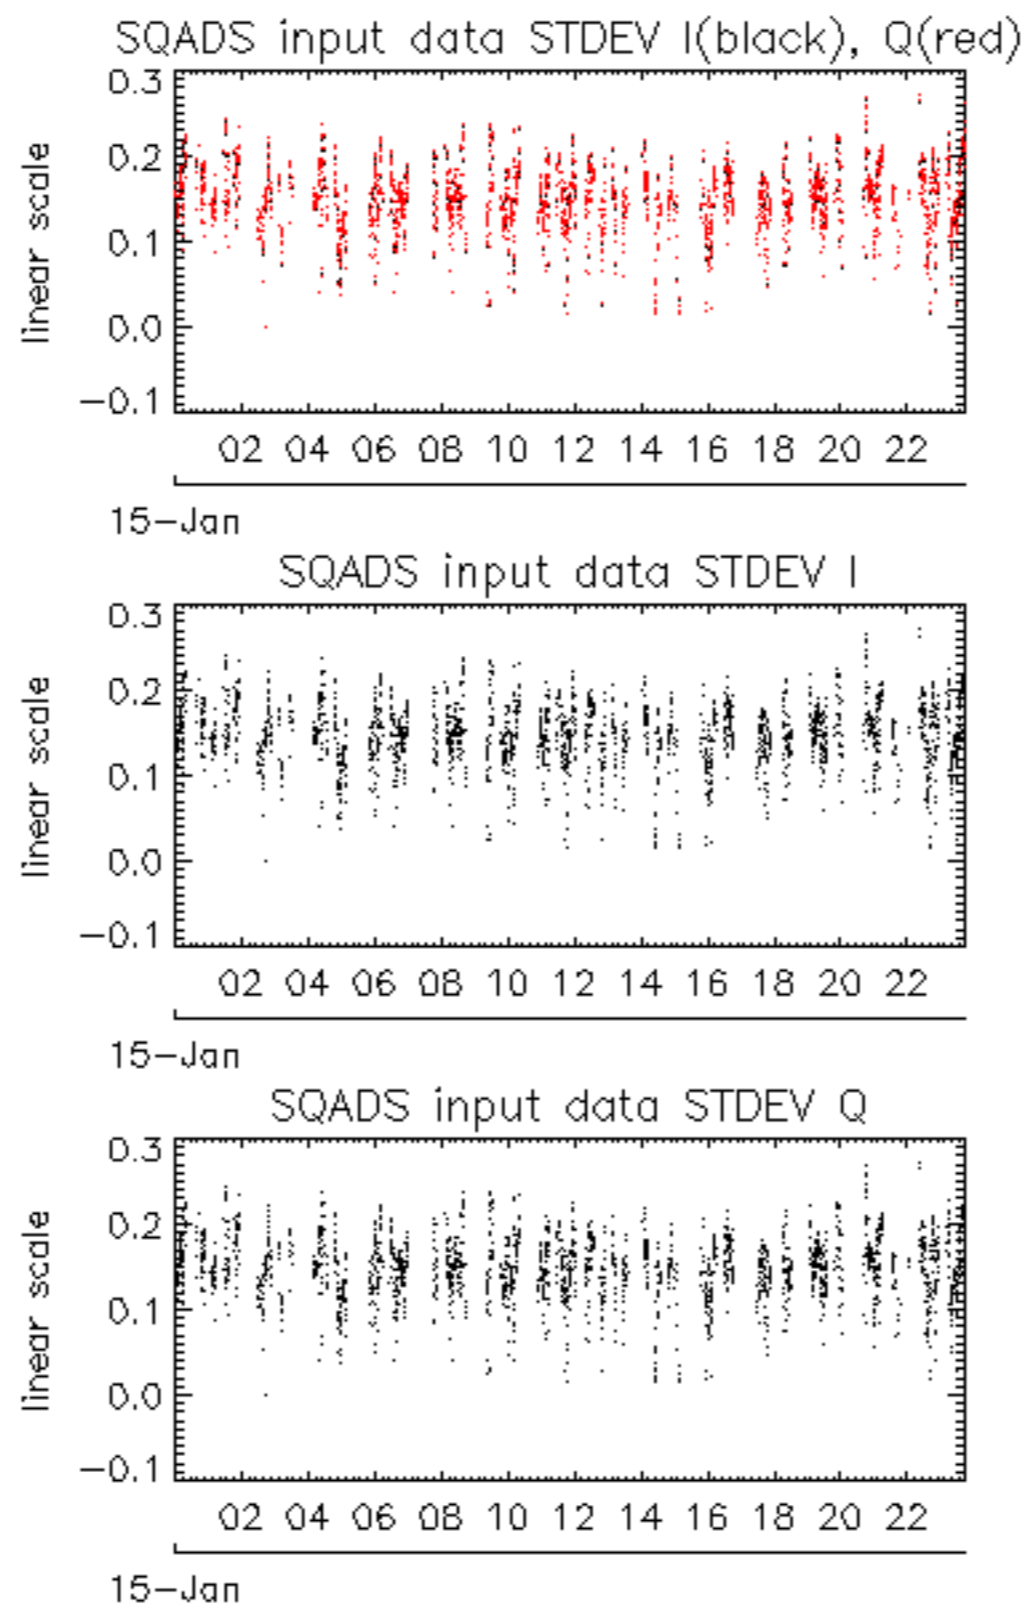 SQADS input data STDEV I(black), Q(red)
0.3
0.2
0.1
0.0
−0.1
linear scale
02 04 06 08 10 12 14 16 18 20 22
15−Jan
SQADS input data STDEV I
0.3
0.2
0.1
0.0
−0.1
linear scale
02 04 06 08 10 12 14 16 18 20 22
15−Jan
SQADS input data STDEV Q
0.3
0.2
0.1
0.0
−0.1
linear scale
02 04 06 08 10 12 14 16 18 20 22
15−Jan